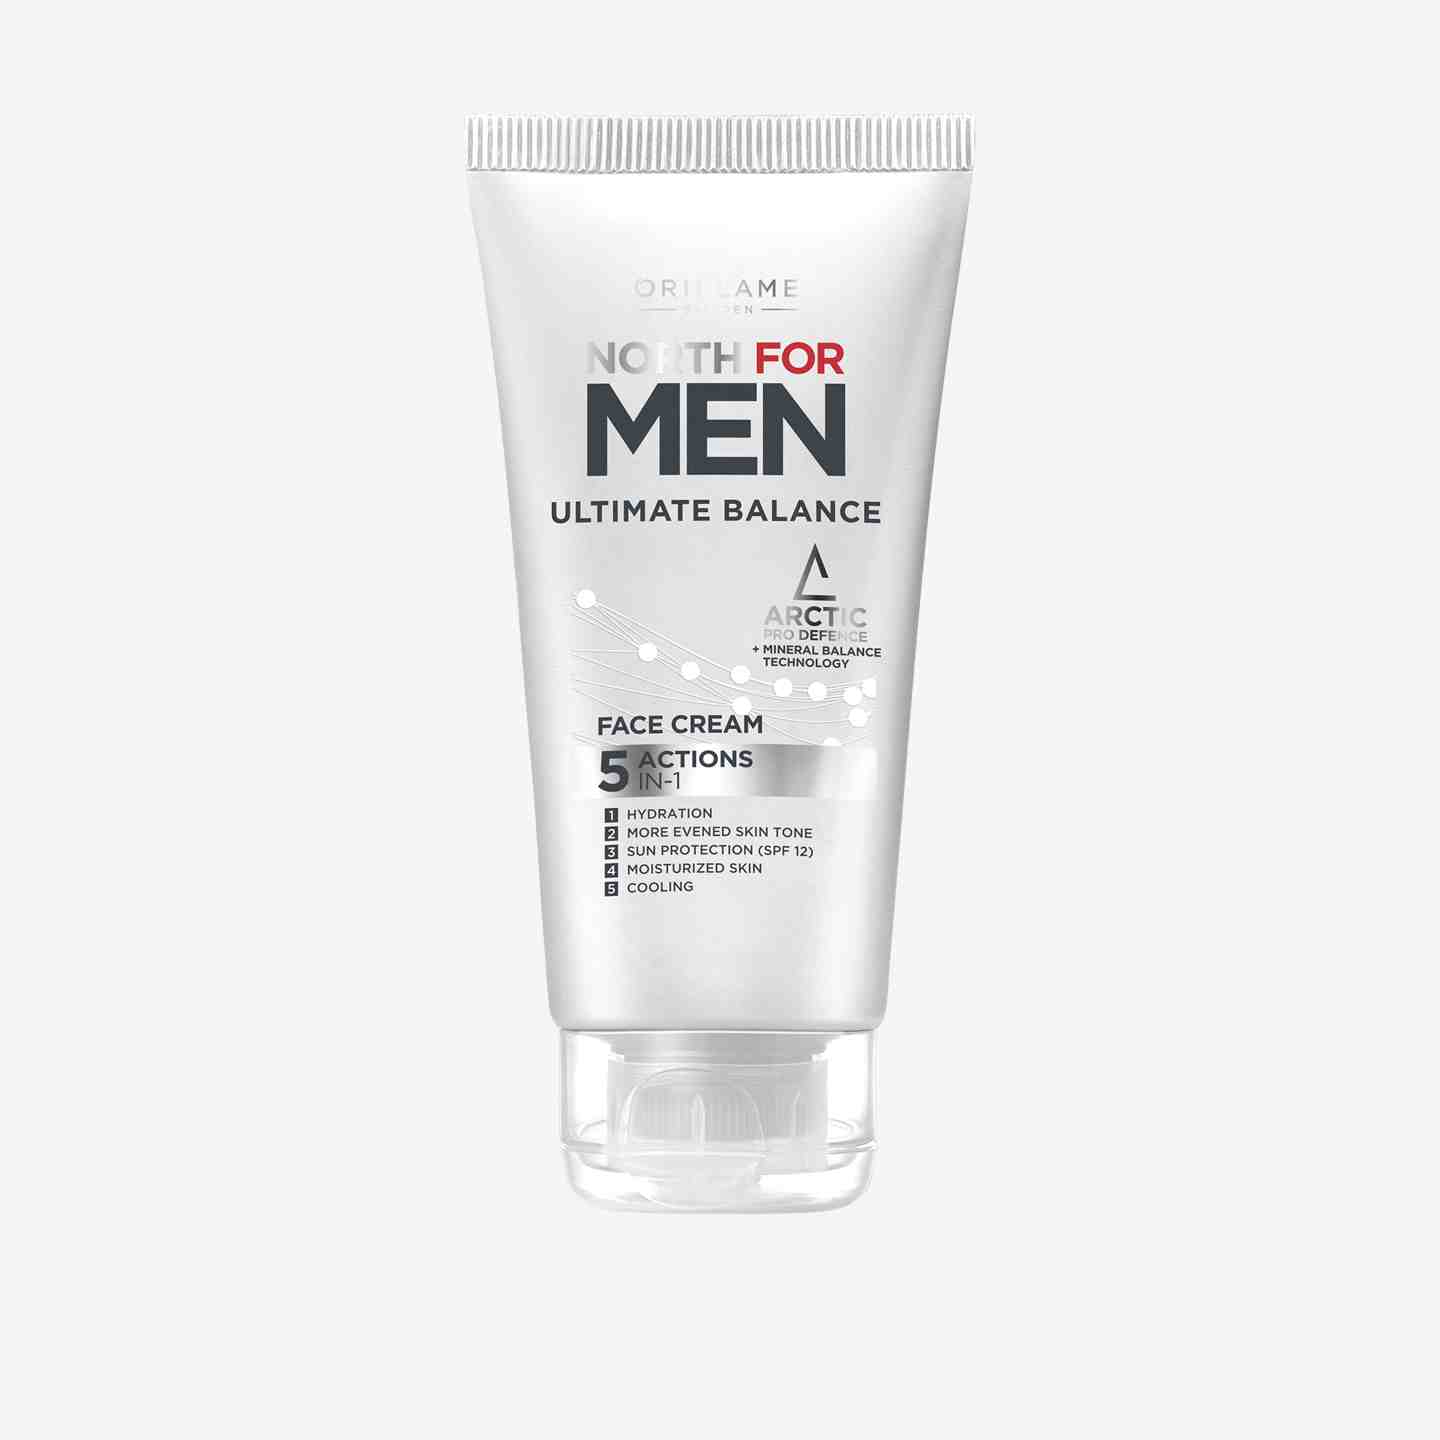 ORIFLAME
SWEDEN
NORTH FOR
MEN
ULTIMATE BALANCE
ARCTIC
PRO DEFENCE
+ MINERAL BALANCE
TECHNOLOGY
FACE CREAM
5 ACTIONS
IN-1
1 HYDRATION
2 MORE EVENED SKIN TONE
3 SUN PROTECTION (SPF 12)
4 MOISTURIZED SKIN
5 COOLING